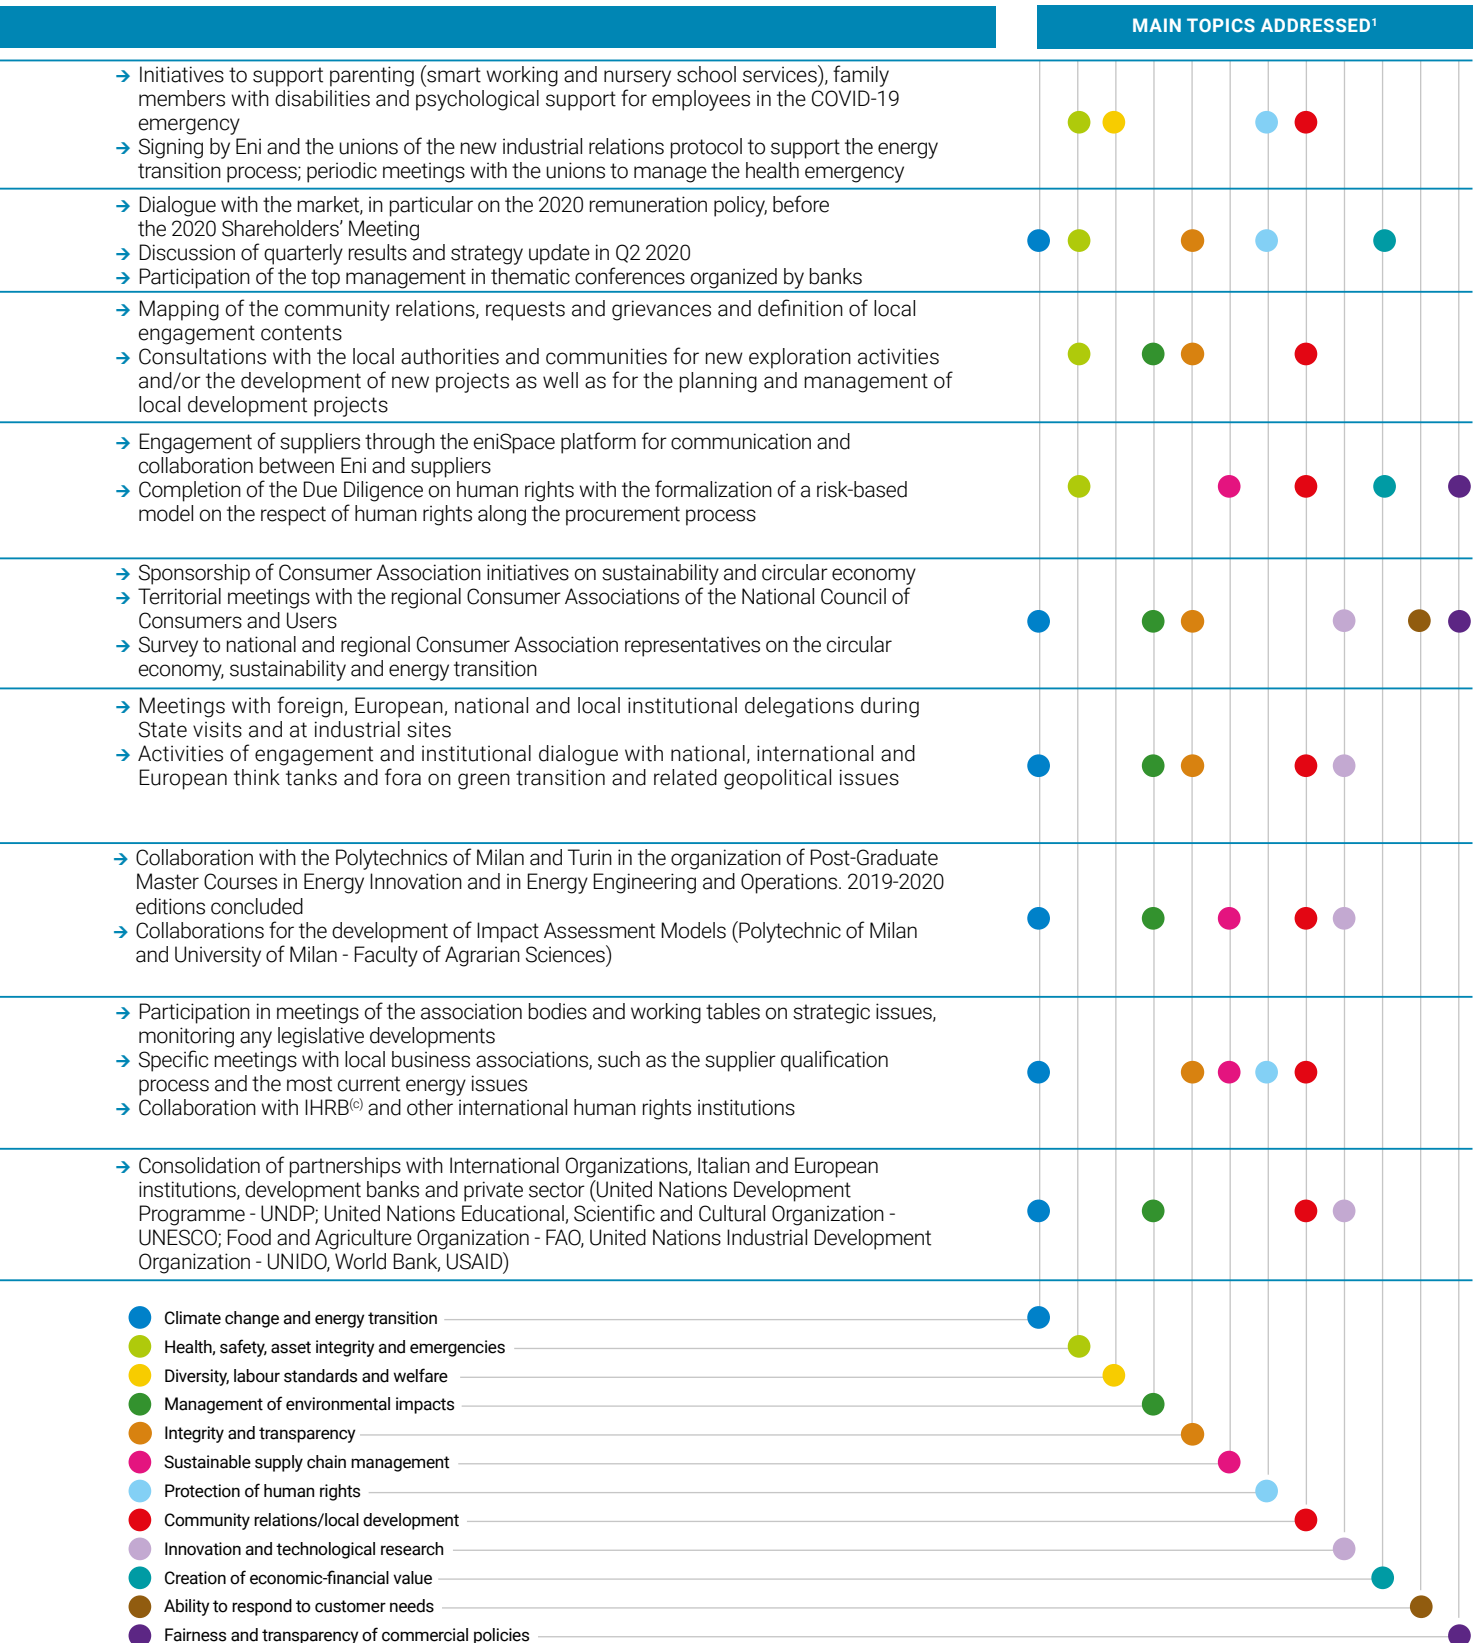 MAIN TOPICS ADDRESSED¹
→ Initiatives to support parenting (smart working and nursery school services), family
members with disabilities and psychological support for employees in the COVID-19
emergency
→ Signing by Eni and the unions of the new industrial relations protocol to support the energy
transition process; periodic meetings with the unions to manage the health emergency
→ Dialogue with the market, in particular on the 2020 remuneration policy, before
the 2020 Shareholders' Meeting
→ Discussion of quarterly results and strategy update in Q2 2020
→ Participation of the top management in thematic conferences organized by banks
→ Mapping of the community relations, requests and grievances and definition of local
engagement contents
→ Consultations with the local authorities and communities for new exploration activities
and/or the development of new projects as well as for the planning and management of
local development projects
→ Engagement of suppliers through the eniSpace platform for communication and
collaboration between Eni and suppliers
→ Completion of the Due Diligence on human rights with the formalization of a risk-based
model on the respect of human rights along the procurement process
→ Sponsorship of Consumer Association initiatives on sustainability and circular economy
→ Territorial meetings with the regional Consumer Associations of the National Council of
Consumers and Users
→ Survey to national and regional Consumer Association representatives on the circular
economy, sustainability and energy transition
→ Meetings with foreign, European, national and local institutional delegations during
State visits and at industrial sites
→ Activities of engagement and institutional dialogue with national, international and
European think tanks and fora on green transition and related geopolitical issues
→ Collaboration with the Polytechnics of Milan and Turin in the organization of Post-Graduate
Master Courses in Energy Innovation and in Energy Engineering and Operations. 2019-2020
editions concluded
→ Collaborations for the development of Impact Assessment Models (Polytechnic of Milan
and University of Milan - Faculty of Agrarian Sciences)
→ Participation in meetings of the association bodies and working tables on strategic issues,
monitoring any legislative developments
→ Specific meetings with local business associations, such as the supplier qualification
process and the most current energy issues
→ Collaboration with IHRB(c) and other international human rights institutions
→ Consolidation of partnerships with International Organizations, Italian and European
institutions, development banks and private sector (United Nations Development
Programme - UNDP; United Nations Educational, Scientific and Cultural Organization -
UNESCO; Food and Agriculture Organization - FAO, United Nations Industrial Development
Organization - UNIDO, World Bank, USAID)
Climate change and energy transition
Health, safety, asset integrity and emergencies
Diversity, labour standards and welfare
Management of environmental impacts
Integrity and transparency
Sustainable supply chain management
Protection of human rights
Community relations/local development
Innovation and technological research
Creation of economic-financial value
Ability to respond to customer needs
Fairness and transparency of commercial policies